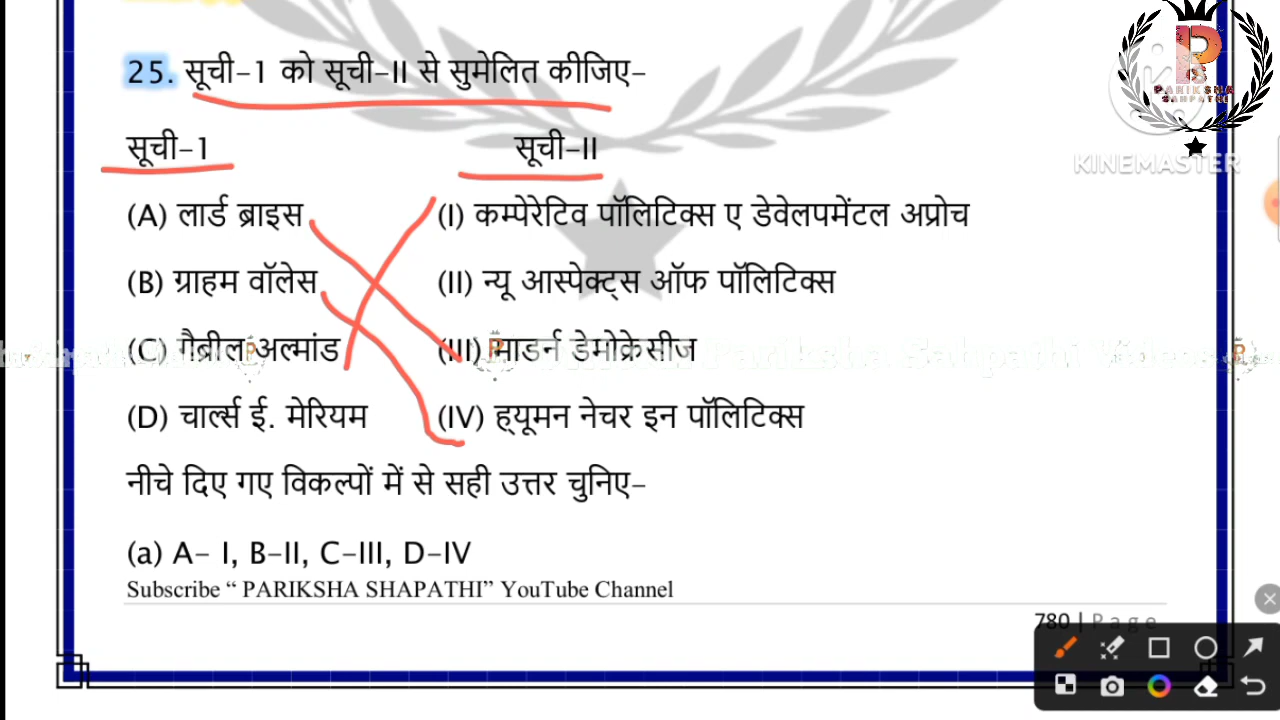 25. सूची-1 को सूची-II से सुमेलित कीजिए-
सूची-1 सूची-II
(A) लार्ड ब्राइस (I) कम्पेरेटिव पॉलिटिक्स ए डेवेलपमेंटल अप्रोच
(B) ग्राहम वॉलेस (II) न्यू आस्पेक्ट्स ऑफ पॉलिटिक्स
(C) गैब्रील अल्मांड (III) माडर्न डेमोक्रेसीज
(D) चार्ल्स ई. मेरियम (IV) ह्यूमन नेचर इन पॉलिटिक्स
नीचे दिए गए विकल्पों में से सही उत्तर चुनिए-
(a) A- I, B-II, C-III, D-IV
Subscribe “ PARIKSHA SHAPATHI” YouTube Channel
780 | Page
PARIKSHA
SAHPATHI
KINEMASTER